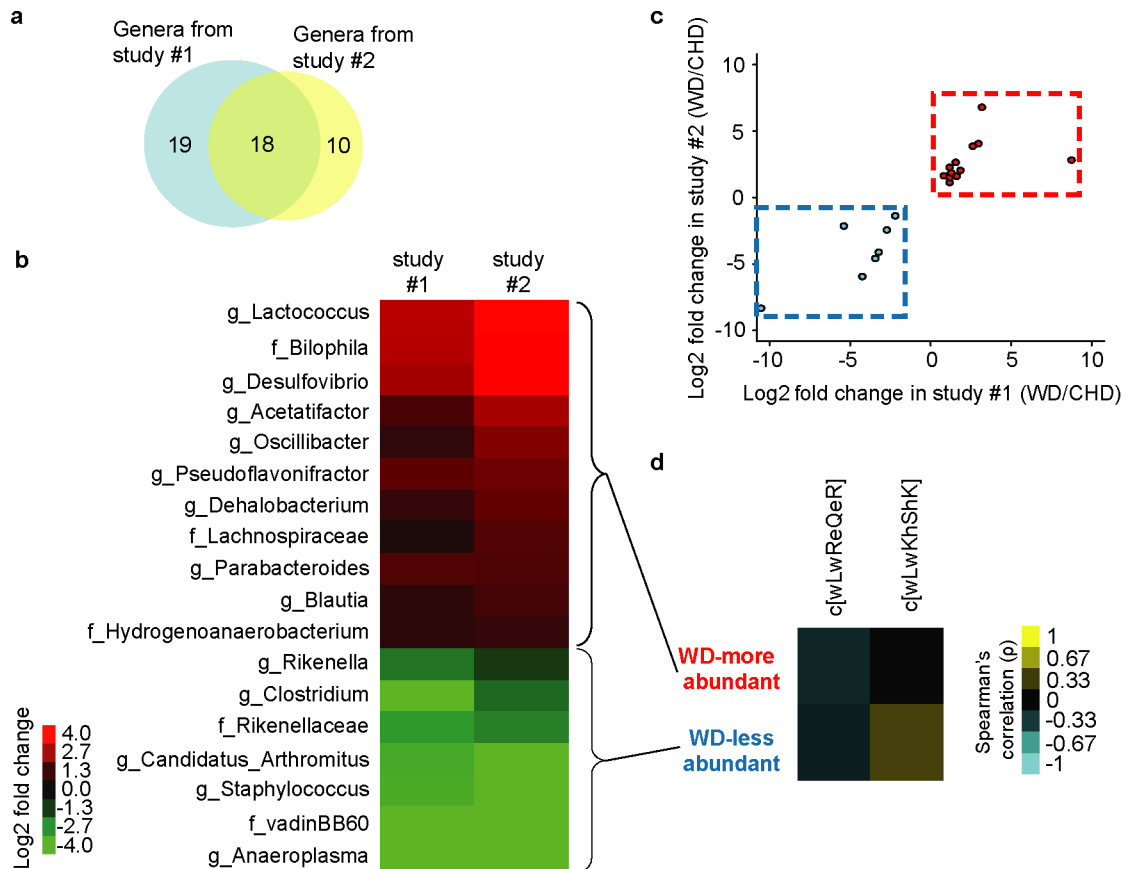 a
Genera from
study #1
Genera from
study #2
19
18
10
b
study
#1
study
#2
g_Lactococcus
f_Bilophila
g_Desulfovibrio
g_Acetatifactor
g_Oscillibacter
g_Pseudoflavonifractor
g_Dehalobacterium
f_Lachnospiraceae
g_Parabacteroides
g_Blautia
f_Hydrogenoanaerobacterium
g_Rikenella
g_Clostridium
f_Rikenellaceae
g_Candidatus_Arthromitus
g_Staphylococcus
f_vadinBB60
g_Anaeroplasma
Log2 fold change
4.0
2.7
1.3
0.0
-1.3
-2.7
-4.0
c
Log2 fold change in study #2 (WD/CHD)
10
5
0
-5
-10
-10
-5
0
5
10
Log2 fold change in study #1 (WD/CHD)
d
c[wLwReQeR]
c[wLwKhShK]
WD-more
abundant
WD-less
abundant
Spearman's
correlation (ρ)
1
0.67
0.33
0
-0.33
-0.67
-1